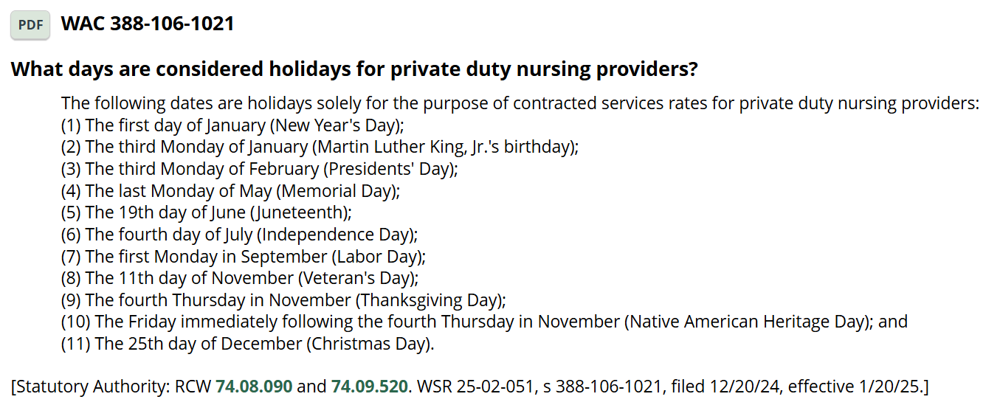 PDF WAC 388-106-1021
What days are considered holidays for private duty nursing providers?
The following dates are holidays solely for the purpose of contracted services rates for private duty nursing providers:
(1) The first day of January (New Year's Day);
(2) The third Monday of January (Martin Luther King, Jr.'s birthday);
(3) The third Monday of February (Presidents' Day);
(4) The last Monday of May (Memorial Day);
(5) The 19th day of June (Juneteenth);
(6) The fourth day of July (Independence Day);
(7) The first Monday in September (Labor Day);
(8) The 11th day of November (Veteran's Day);
(9) The fourth Thursday in November (Thanksgiving Day);
(10) The Friday immediately following the fourth Thursday in November (Native American Heritage Day); and
(11) The 25th day of December (Christmas Day).
[Statutory Authority: RCW 74.08.090 and 74.09.520. WSR 25-02-051, s 388-106-1021, filed 12/20/24, effective 1/20/25.]